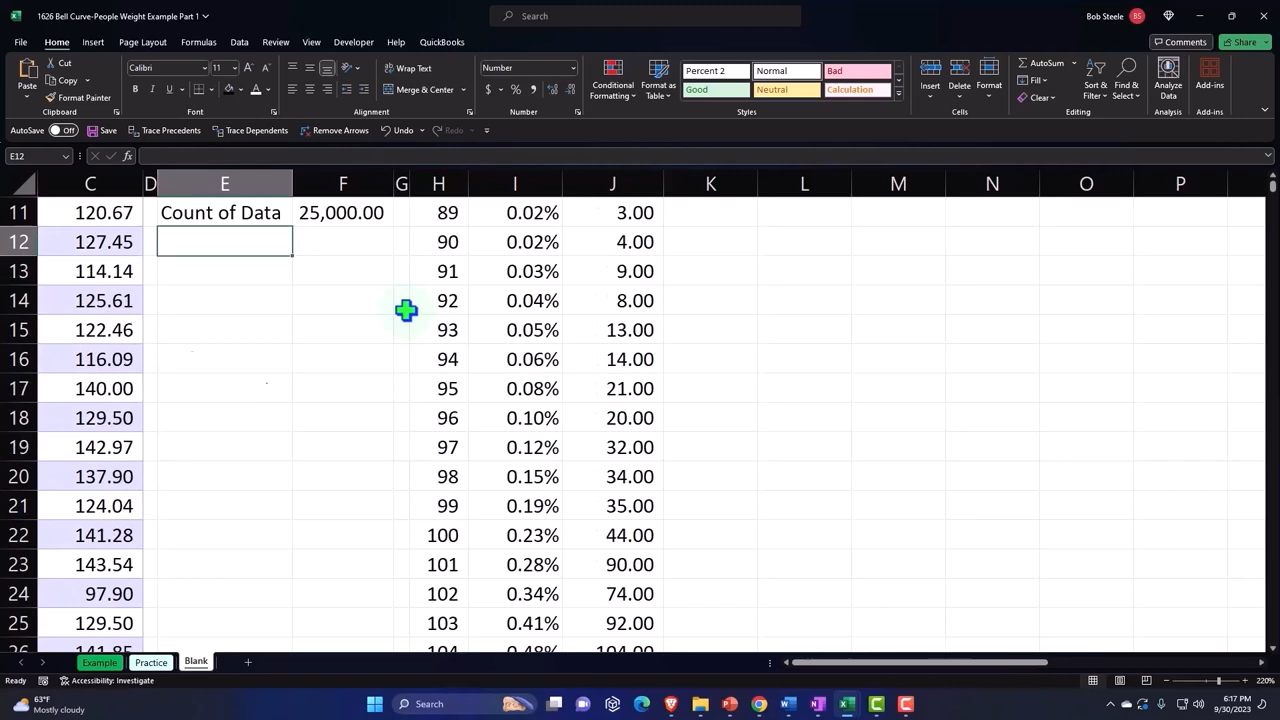 1626 Bell Curve-People Weight Example Part 1
Search
Bob Steele BS
File Home Insert Page Layout Formulas Data Review View Developer Help QuickBooks
Comments Share
Paste Cut Copy Format Painter Clipboard
Calibri 11 Font
Wrap Text Merge & Center Alignment
Number $ % Number
Conditional Formatting Format as Table
Percent 2 Normal Bad
Good Neutral Calculation
Styles
Insert Delete Format Cells
AutoSum Fill Clear Sort & Filter Find & Select Editing
Analyze Data Analysis
Add-ins Add-ins
AutoSave Off Save Trace Precedents Trace Dependents Remove Arrows Undo Redo
E12 fx
C D E F G H I J K L M N O P
11 120.67 Count of Data 25,000.00 89 0.02% 3.00
12 127.45 90 0.02% 4.00
13 114.14 91 0.03% 9.00
14 125.61 92 0.04% 8.00
15 122.46 93 0.05% 13.00
16 116.09 94 0.06% 14.00
17 140.00 95 0.08% 21.00
18 129.50 96 0.10% 20.00
19 142.97 97 0.12% 32.00
20 137.90 98 0.15% 34.00
21 124.04 99 0.19% 35.00
22 141.28 100 0.23% 44.00
23 143.54 101 0.28% 90.00
24 97.90 102 0.34% 74.00
25 129.50 103 0.41% 92.00
26 141.85 104 0.48% 104.00
Example Practice Blank
Ready Accessibility: Investigate 220%
63°F
Mostly cloudy
Search
6:17 PM
9/30/2023